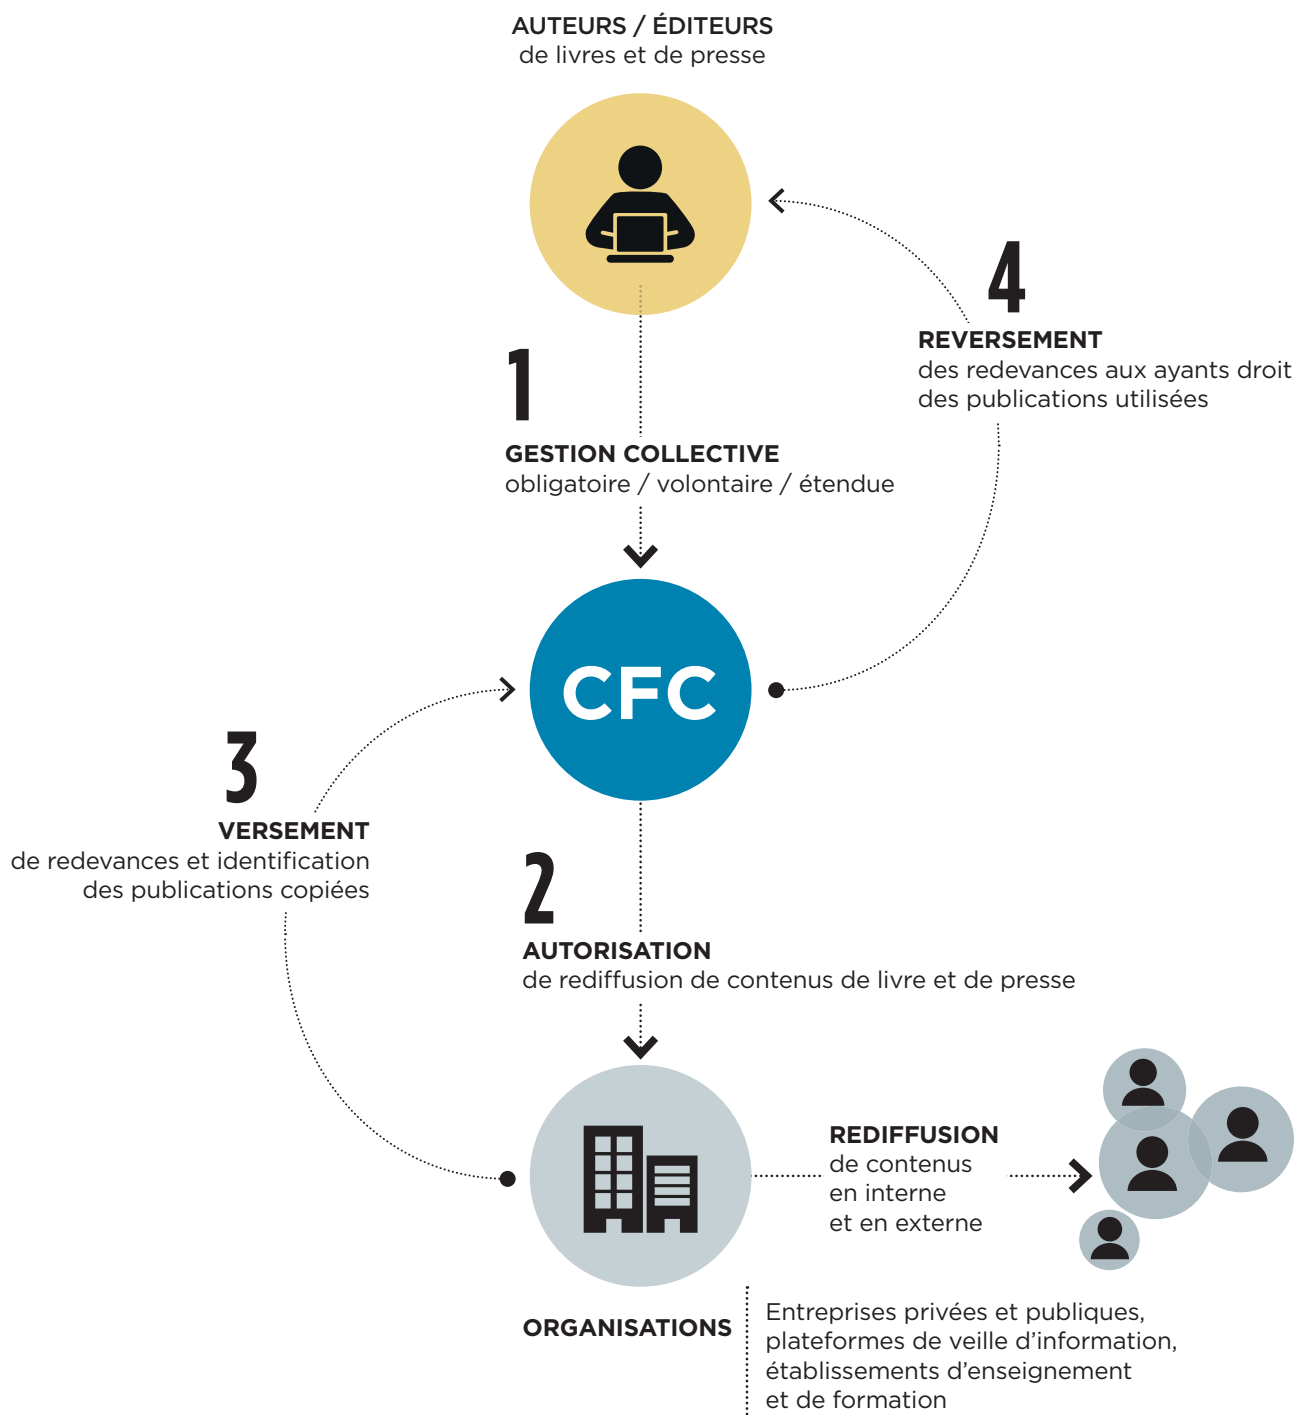 AUTEURS / ÉDITEURS
de livres et de presse
1
GESTION COLLECTIVE
obligatoire / volontaire / étendue
4
REVERSEMENT
des redevances aux ayants droit
des publications utilisées
CFC
3
VERSEMENT
de redevances et identification
des publications copiées
2
AUTORISATION
de rediffusion de contenus de livre et de presse
REDIFFUSION
de contenus
en interne
et en externe
ORGANISATIONS
Entreprises privées et publiques,
plateformes de veille d'information,
établissements d'enseignement
et de formation